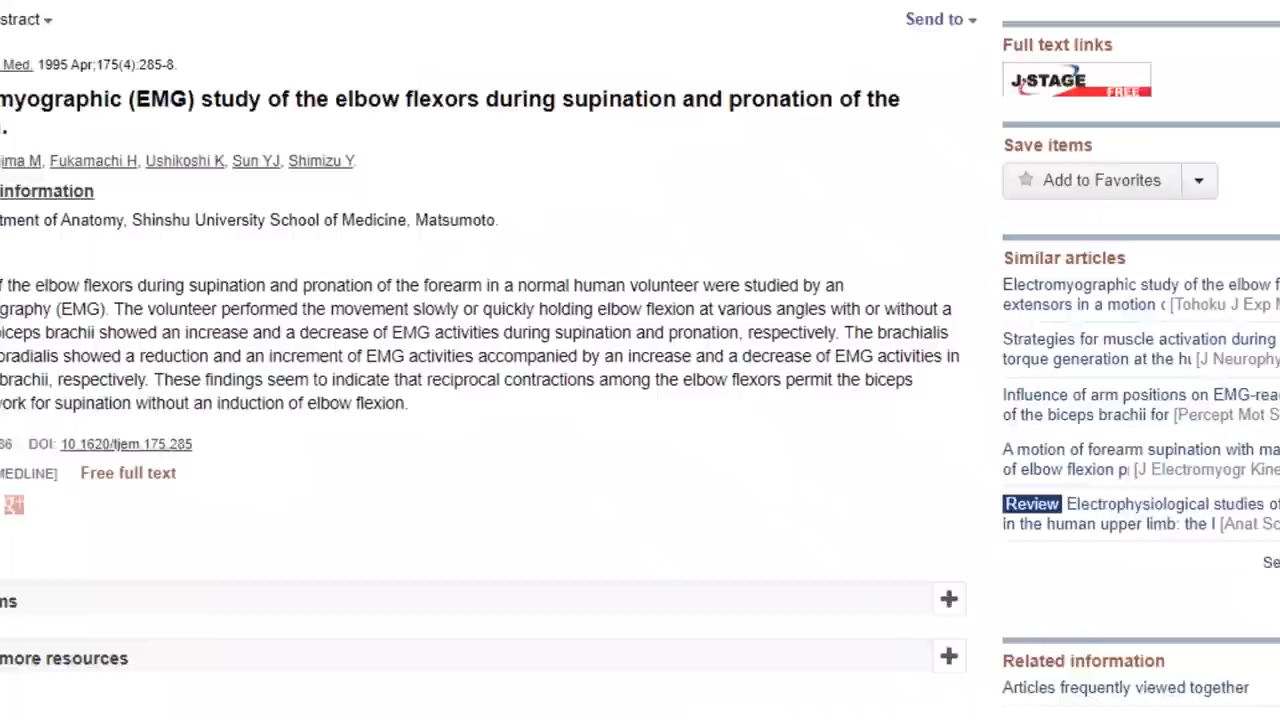 stract
Send to
Med. 1995 Apr;175(4):285-8.
myographic (EMG) study of the elbow flexors during supination and pronation of the
.
jima M, Fukamachi H, Ushikoshi K, Sun YJ, Shimizu Y.
information
tment of Anatomy, Shinshu University School of Medicine, Matsumoto.
f the elbow flexors during supination and pronation of the forearm in a normal human volunteer were studied by an
graphy (EMG). The volunteer performed the movement slowly or quickly holding elbow flexion at various angles with or without a
biceps brachii showed an increase and a decrease of EMG activities during supination and pronation, respectively. The brachialis
oradialis showed a reduction and an increment of EMG activities accompanied by an increase and a decrease of EMG activities in
brachii, respectively. These findings seem to indicate that reciprocal contractions among the elbow flexors permit the biceps
work for supination without an induction of elbow flexion.
86 DOI: 10.1620/tjem.175.285
MEDLINE] Free full text
g+
ms
more resources
Full text links
J-STAGE
FREE
Save items
Add to Favorites
Similar articles
Electromyographic study of the elbow f
extensors in a motion c [Tohoku J Exp M
Strategies for muscle activation during
torque generation at the hu [J Neurophy
Influence of arm positions on EMG-rea
of the biceps brachii for [Percept Mot S
A motion of forearm supination with ma
of elbow flexion p [J Electromyogr Kine
Review Electrophysiological studies of
in the human upper limb: the l [Anat Sc
Se
Related information
Articles frequently viewed together